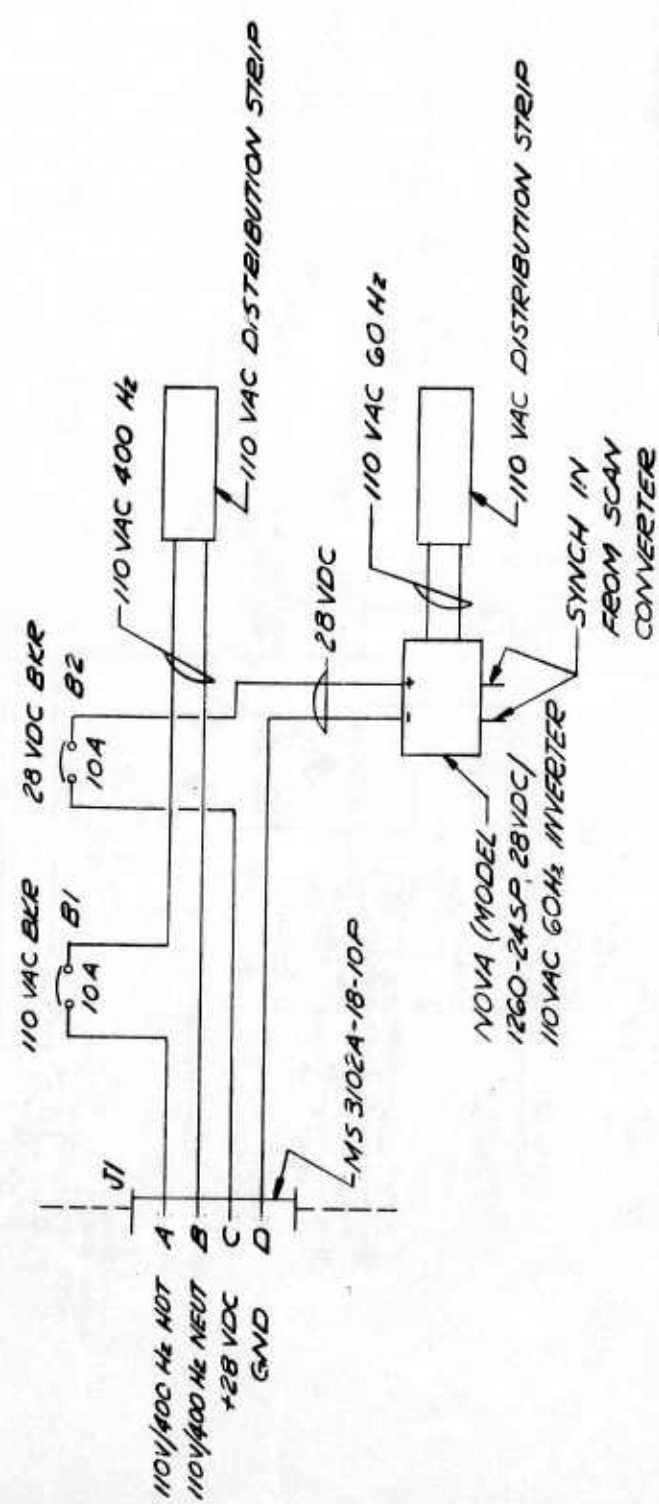 110 VAC BKR
B1
10A
28 VDC BKR
B2
10A
110 VAC 400 Hz
110 VAC DISTRIBUTION STRIP
J1
110V/400 Hz HOT A
110V/400 Hz NEUT B
+28 VDC C
GND D
MS 3102A-18-10P
28 VDC
110 VAC 60 Hz
110 VAC DISTRIBUTION STRIP
- +
NOVA (MODEL
1260-24SP, 28VDC/
110VAC 60Hz INVERTER
SYNCH IN
FROM SCAN
CONVERTER